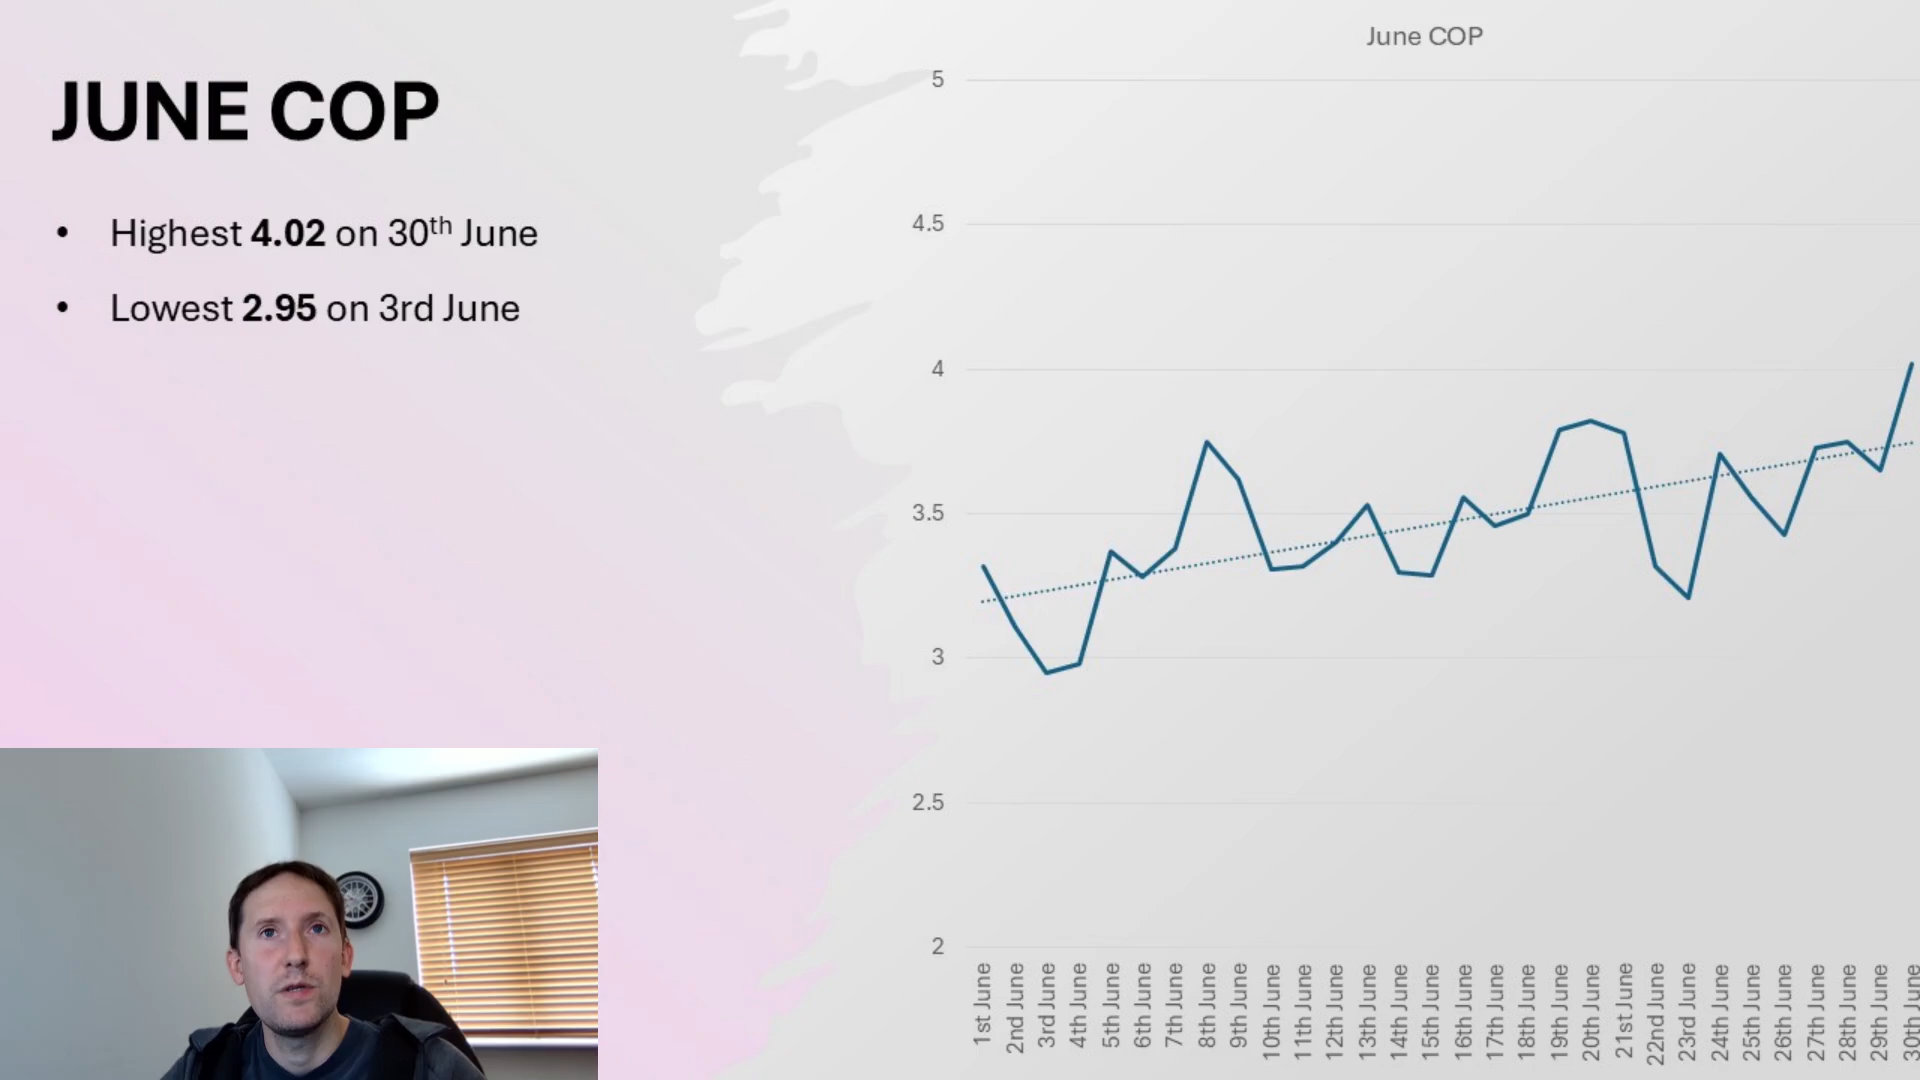 JUNE COP
• Highest 4.02 on 30th June
• Lowest 2.95 on 3rd June
June COP
5
4.5
4
3.5
3
2.5
2
1st June
2nd June
3rd June
4th June
5th June
6th June
7th June
8th June
9th June
10th June
11th June
12th June
13th June
14th June
15th June
16th June
17th June
18th June
19th June
20th June
21st June
22nd June
23rd June
24th June
25th June
26th June
27th June
28th June
29th June
30th June